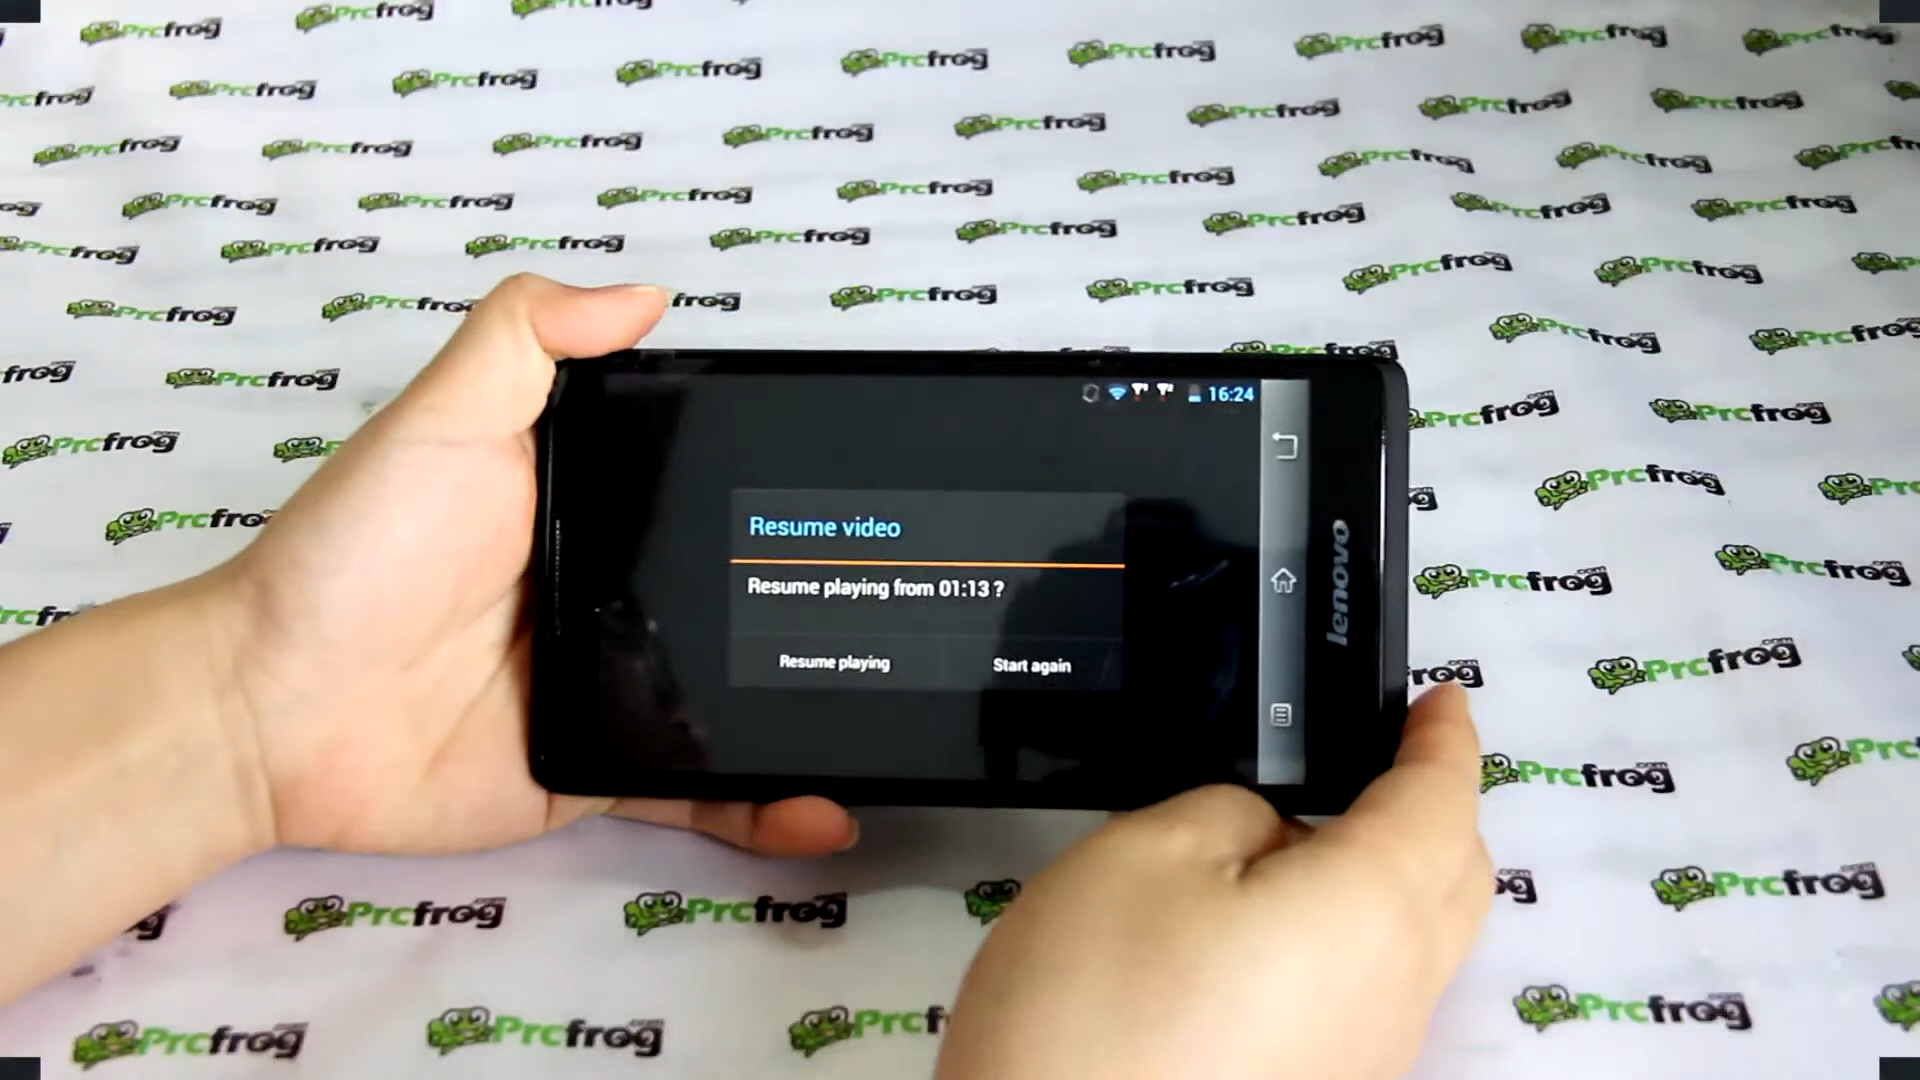 Prcfrog
16:24
Resume video
Resume playing from 01:13 ?
Resume playing
Start again
lenovo